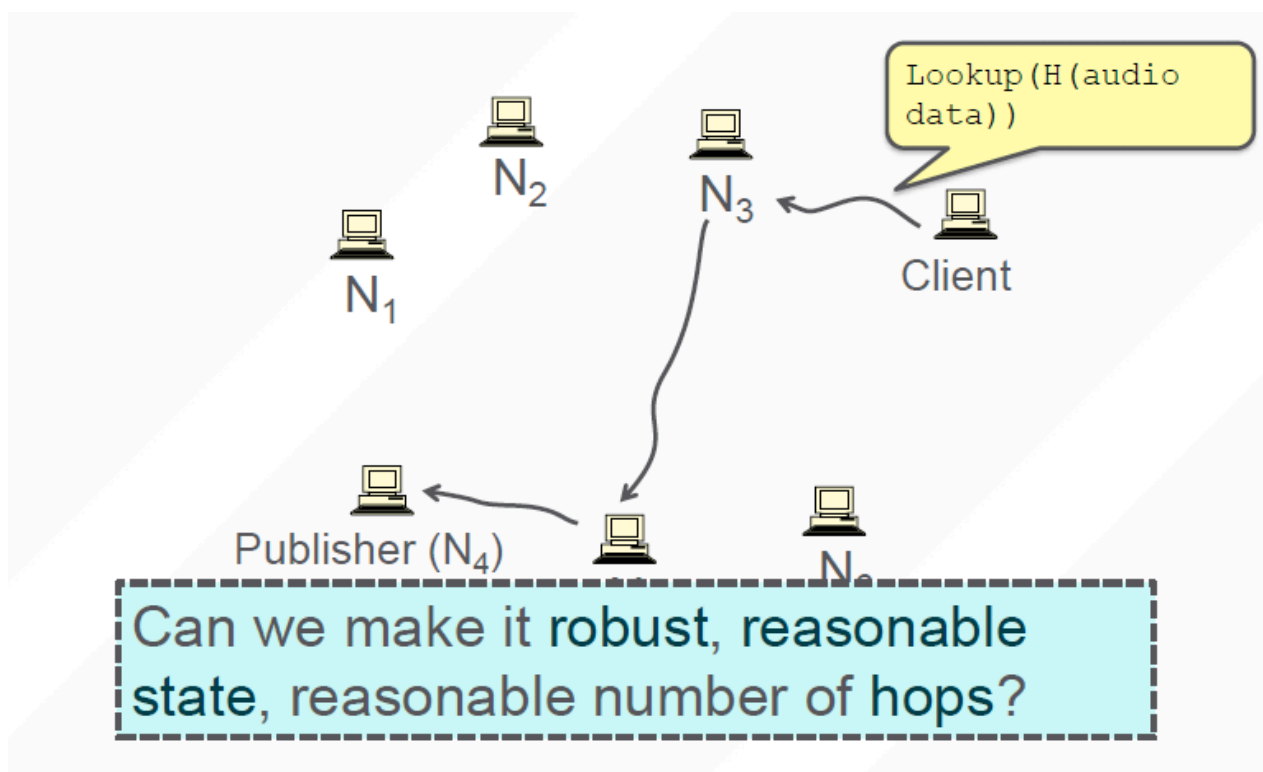 Lookup(H(audio
data))
N₂
N₃
N₁
Client
Publisher (N₄)
Can we make it robust, reasonable
state, reasonable number of hops?